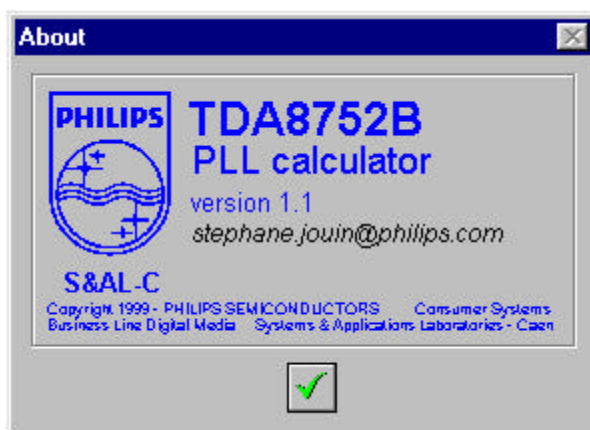 About
PHILIPS
TDA8752B
PLL calculator
version 1.1
stephane.jouin@philips.com
S&AL-C
Copyright 1999 - PHILIPS SEMICONDUCTORS Consumer Systems
Business Line Digital Media Systems & Applications Laboratories - Caen